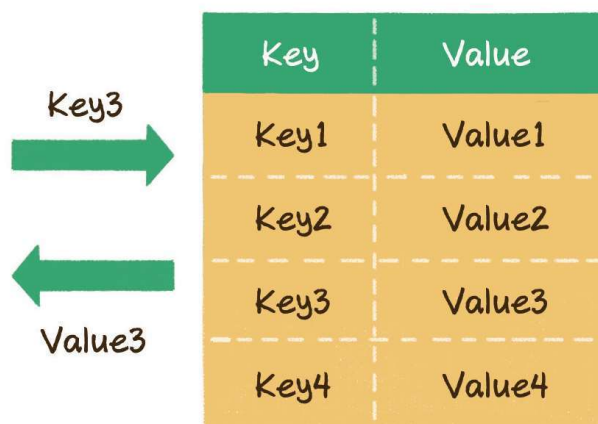 Key3
Value3
Key Value
Key1 Value1
Key2 Value2
Key3 Value3
Key4 Value4